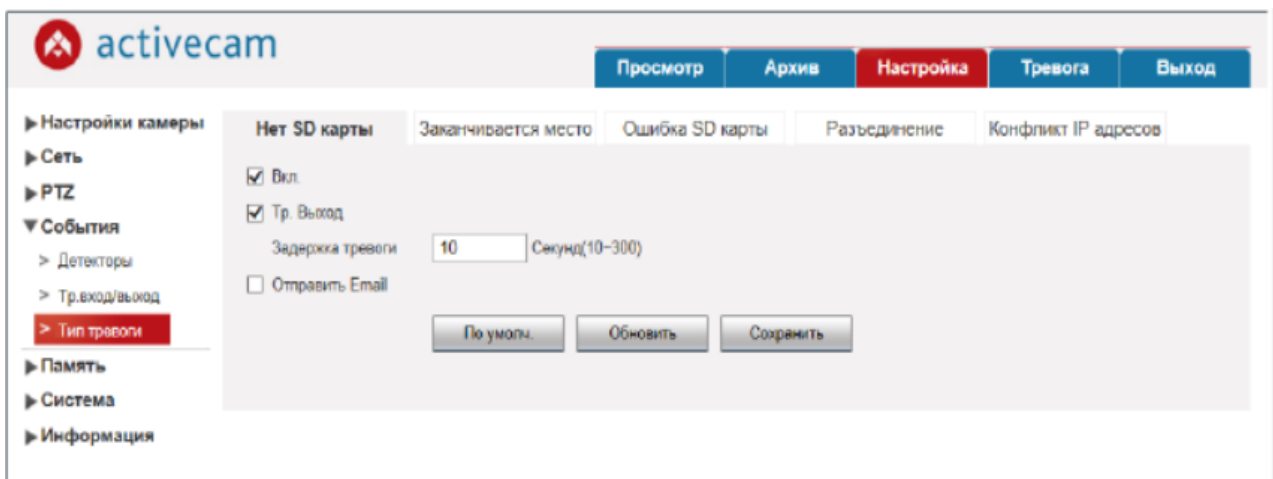 activecam
Просмотр Архив Настройка Тревога Выход
Настройки камеры
Сеть
PTZ
События
> Детекторы
> Тр.вход/выход
> Тип тревоги
Память
Система
Информация
Нет SD карты Заканчивается место Ошибка SD карты Разъединение Конфликт IP адресов
Вкл.
Тр. Выход
Задержка тревоги 10 Секунд(10~300)
Отправить Email
По умолч. Обновить Сохранить